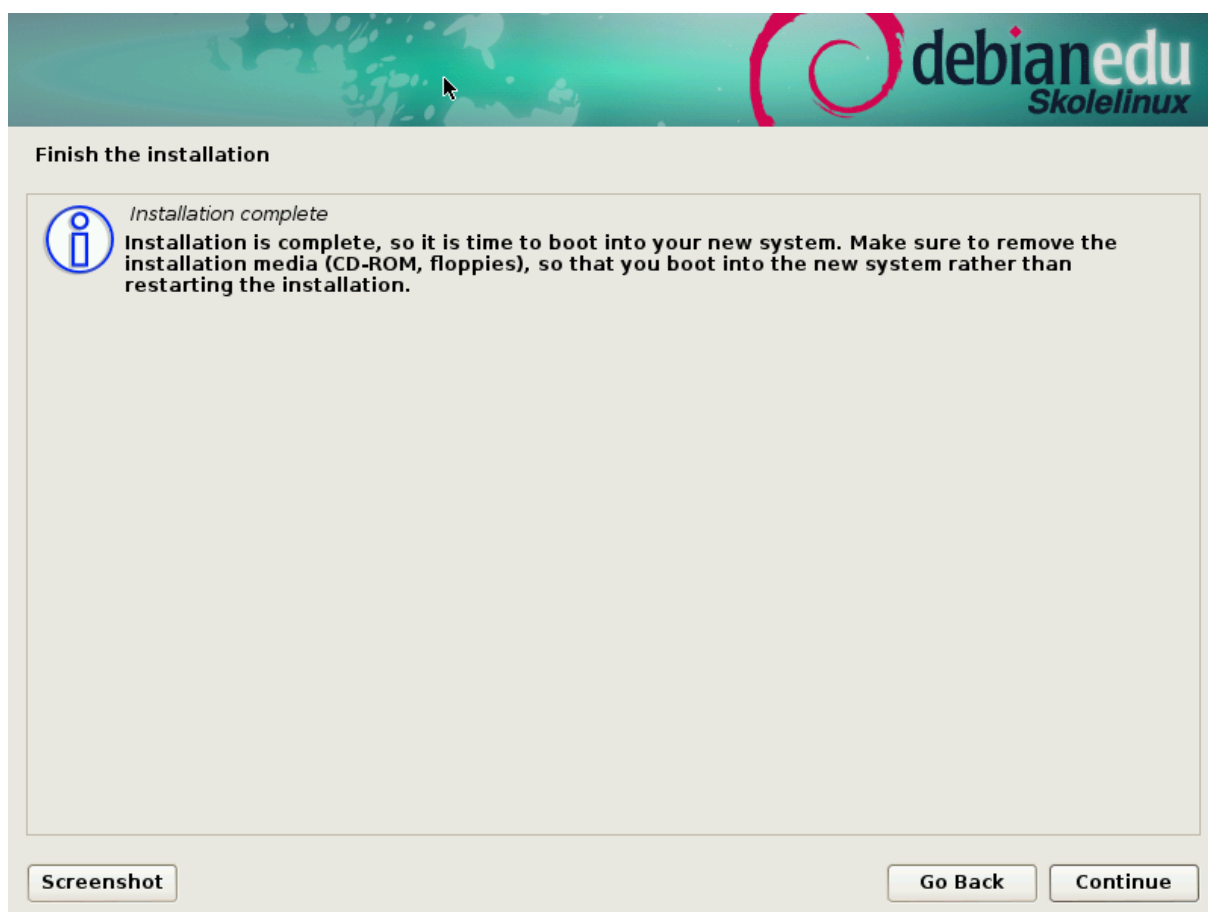 debianedu
Skolelinux
Finish the installation
Installation complete
Installation is complete, so it is time to boot into your new system. Make sure to remove the
installation media (CD-ROM, floppies), so that you boot into the new system rather than
restarting the installation.
Screenshot
Go Back
Continue